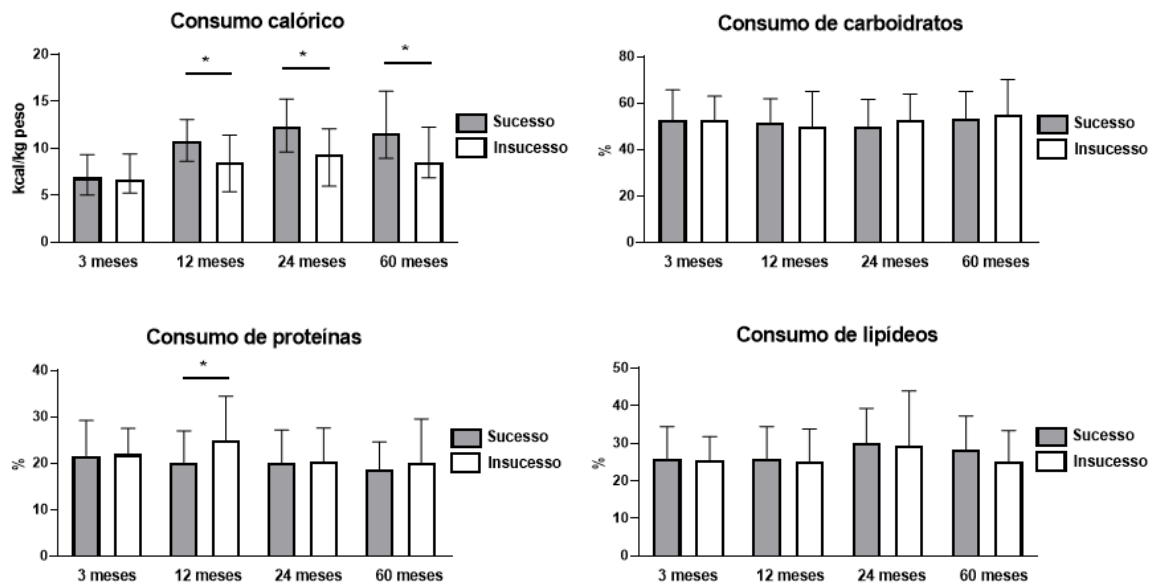 Consumo calórico
kcal/kg peso
20
15
10
5
0
*
*
*
3 meses 12 meses 24 meses 60 meses
Sucesso
Insucesso
Consumo de carboidratos
%
80
60
40
20
0
3 meses 12 meses 24 meses 60 meses
Sucesso
Insucesso
Consumo de proteínas
%
40
30
20
10
0
*
3 meses 12 meses 24 meses 60 meses
Sucesso
Insucesso
Consumo de lipídeos
%
50
40
30
20
10
0
3 meses 12 meses 24 meses 60 meses
Sucesso
Insucesso